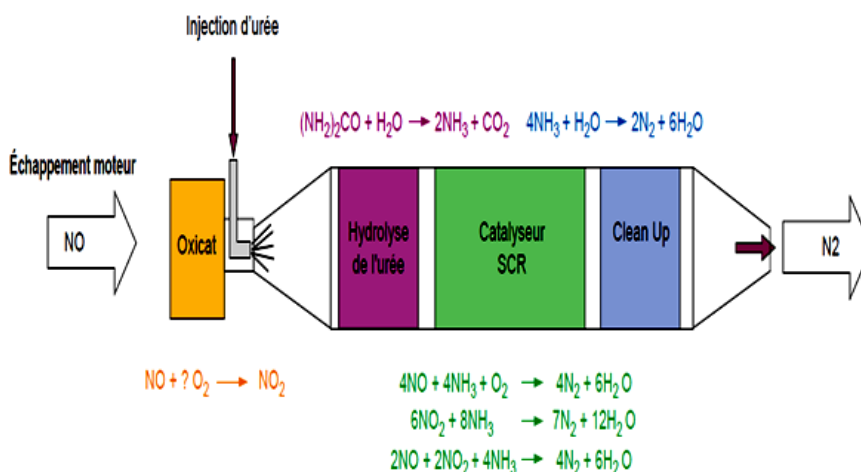 Injection d'urée
(NH₂)₂CO + H₂O → 2NH₃ + CO₂ 4NH₃ + H₂O → 2N₂ + 6H₂O
Échappement moteur
NO
Oxicat
Hydrolyse
de l'urée
Catalyseur
SCR
Clean Up
N2
NO + ? O₂ → NO₂
4NO + 4NH₃ + O₂ → 4N₂ + 6H₂O
6NO₂ + 8NH₃ → 7N₂ + 12H₂O
2NO + 2NO₂ + 4NH₃ → 4N₂ + 6H₂O